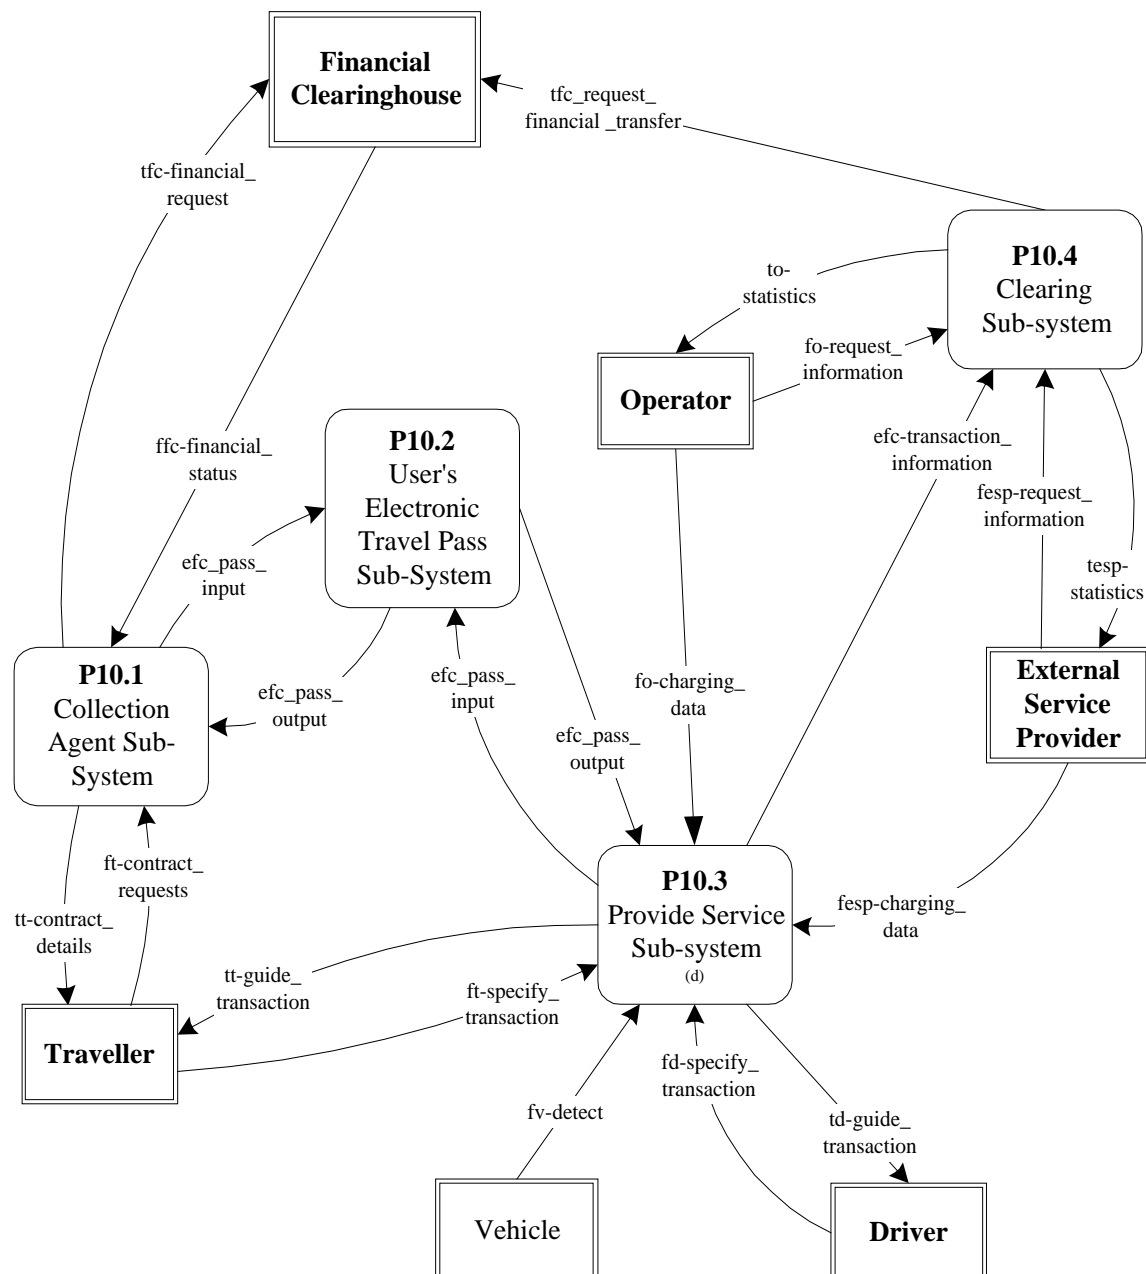 Financial
Clearinghouse
tfc_request_
financial _transfer
tfc-financial_
request
P10.4
Clearing
Sub-system
to-
statistics
fo-request_
information
Operator
P10.2
User's
Electronic
Travel Pass
Sub-System
ffc-financial_
status
efc-transaction_
information
fesp-request_
information
efc_pass_
input
tesp-
statistics
P10.1
Collection
Agent Sub-
System
efc_pass_
output
efc_pass_
input
fo-charging_
data
External
Service
Provider
efc_pass_
output
ft-contract_
requests
P10.3
Provide Service
Sub-system
(d)
fesp-charging_
data
tt-contract_
details
tt-guide_
transaction
ft-specify_
transaction
Traveller
fd-specify_
transaction
fv-detect
td-guide_
transaction
Vehicle
Driver